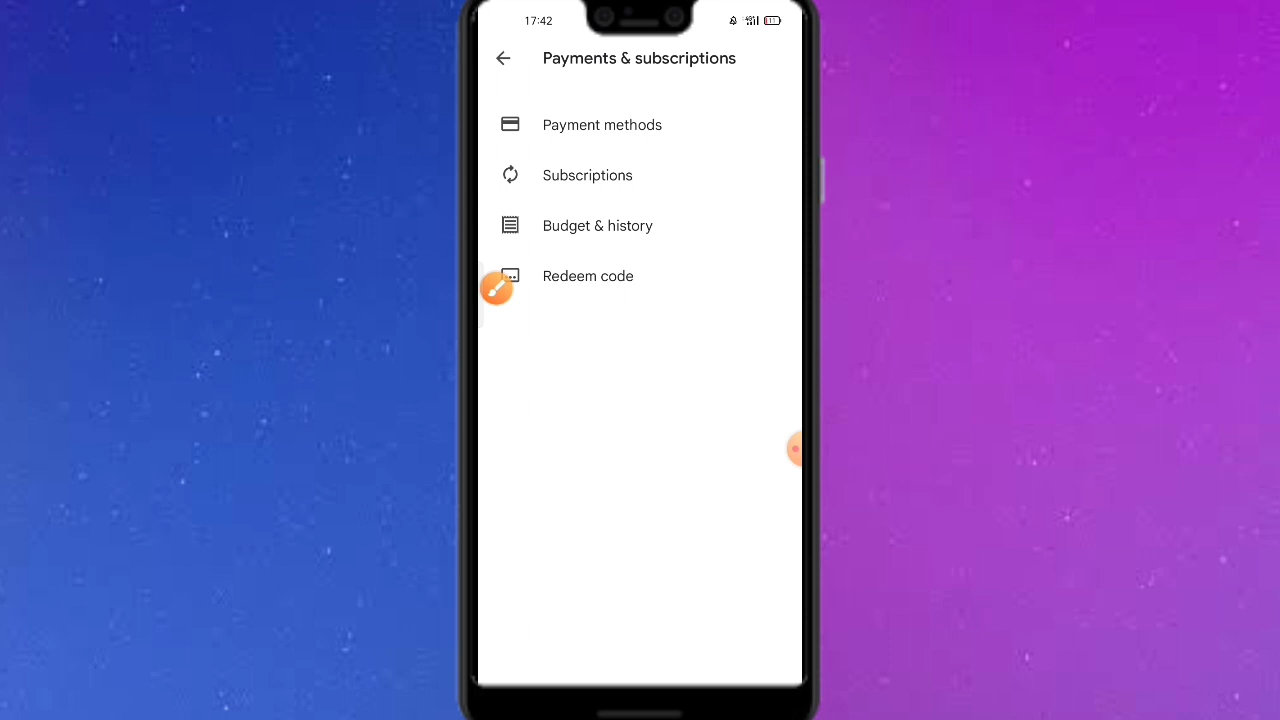 17:42
Payments & subscriptions
Payment methods
Subscriptions
Budget & history
Redeem code